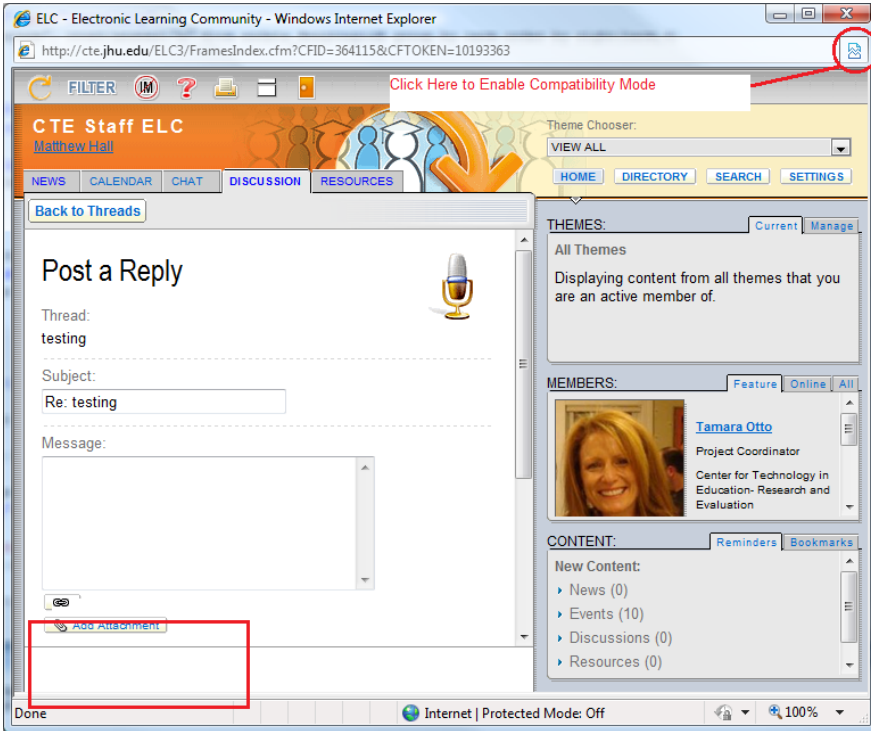 ELC - Electronic Learning Community - Windows Internet Explorer
http://cte.jhu.edu/ELC3/FramesIndex.cfm?CFID=364115&CFTOKEN=10193363
FILTER IM ?
Click Here to Enable Compatibility Mode
CTE Staff ELC
Matthew Hall
Theme Chooser:
VIEW ALL
HOME DIRECTORY SEARCH SETTINGS
NEWS CALENDAR CHAT DISCUSSION RESOURCES
Back to Threads
Post a Reply
Thread:
testing
Subject:
Re: testing
Message:
Add Attachment
THEMES: Current Manage
All Themes
Displaying content from all themes that you
are an active member of.
MEMBERS: Feature Online All
Tamara Otto
Project Coordinator
Center for Technology in
Education- Research and
Evaluation
CONTENT: Reminders Bookmarks
New Content:
News (0)
Events (10)
Discussions (0)
Resources (0)
Done Internet | Protected Mode: Off 100%